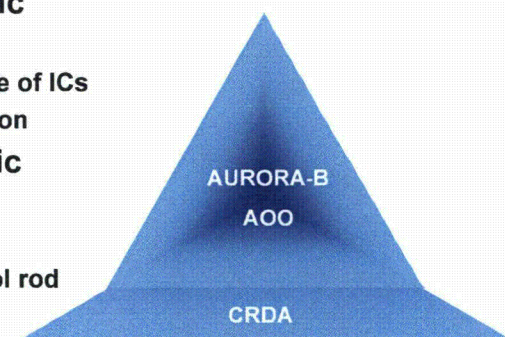 ic
e of ICs
on
ic
AURORA-B
AOO
ol rod
CRDA